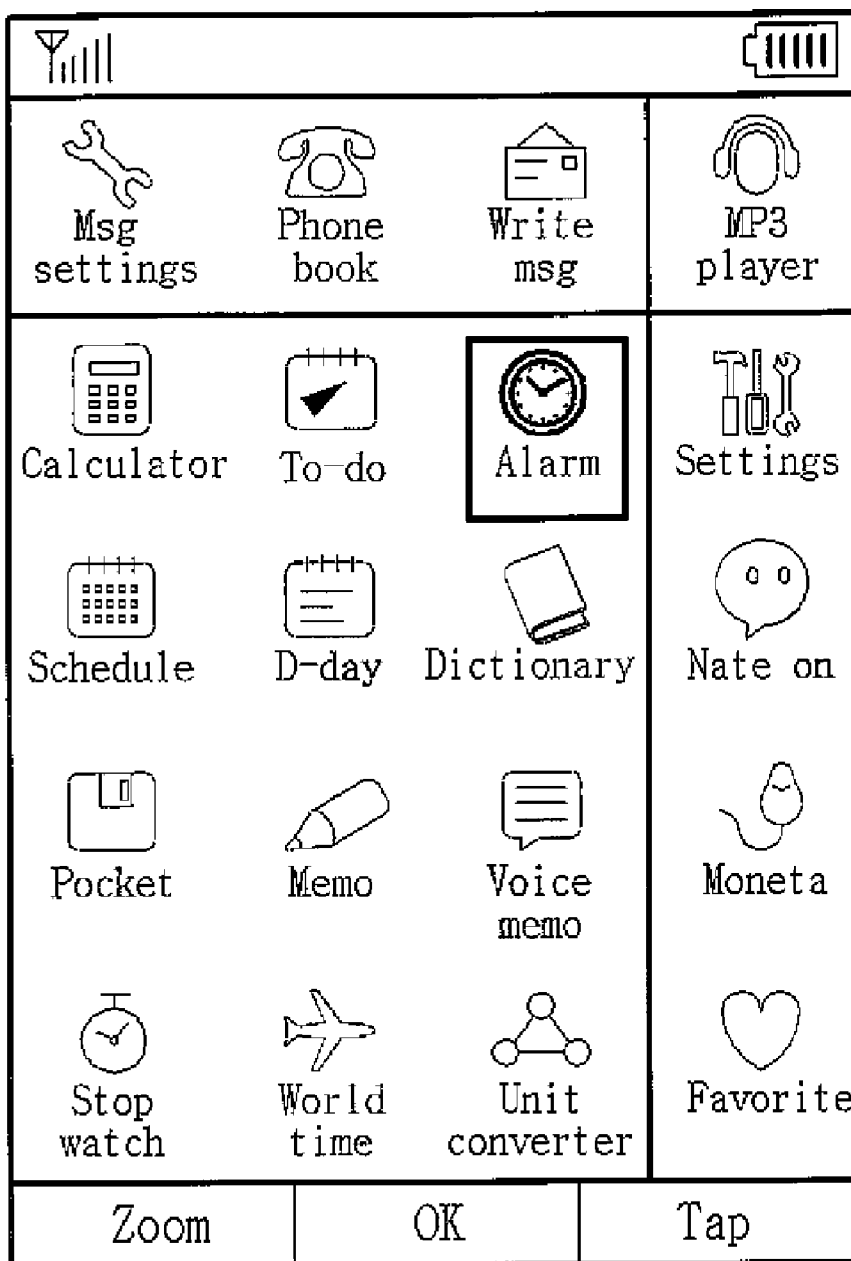 Msg settings
Phone book
Write msg
MP3 player
Calculator
To-do
Alarm
Settings
Schedule
D-day
Dictionary
Nate on
Pocket
Memo
Voice memo
Moneta
Stop watch
World time
Unit converter
Favorite
Zoom
OK
Tap